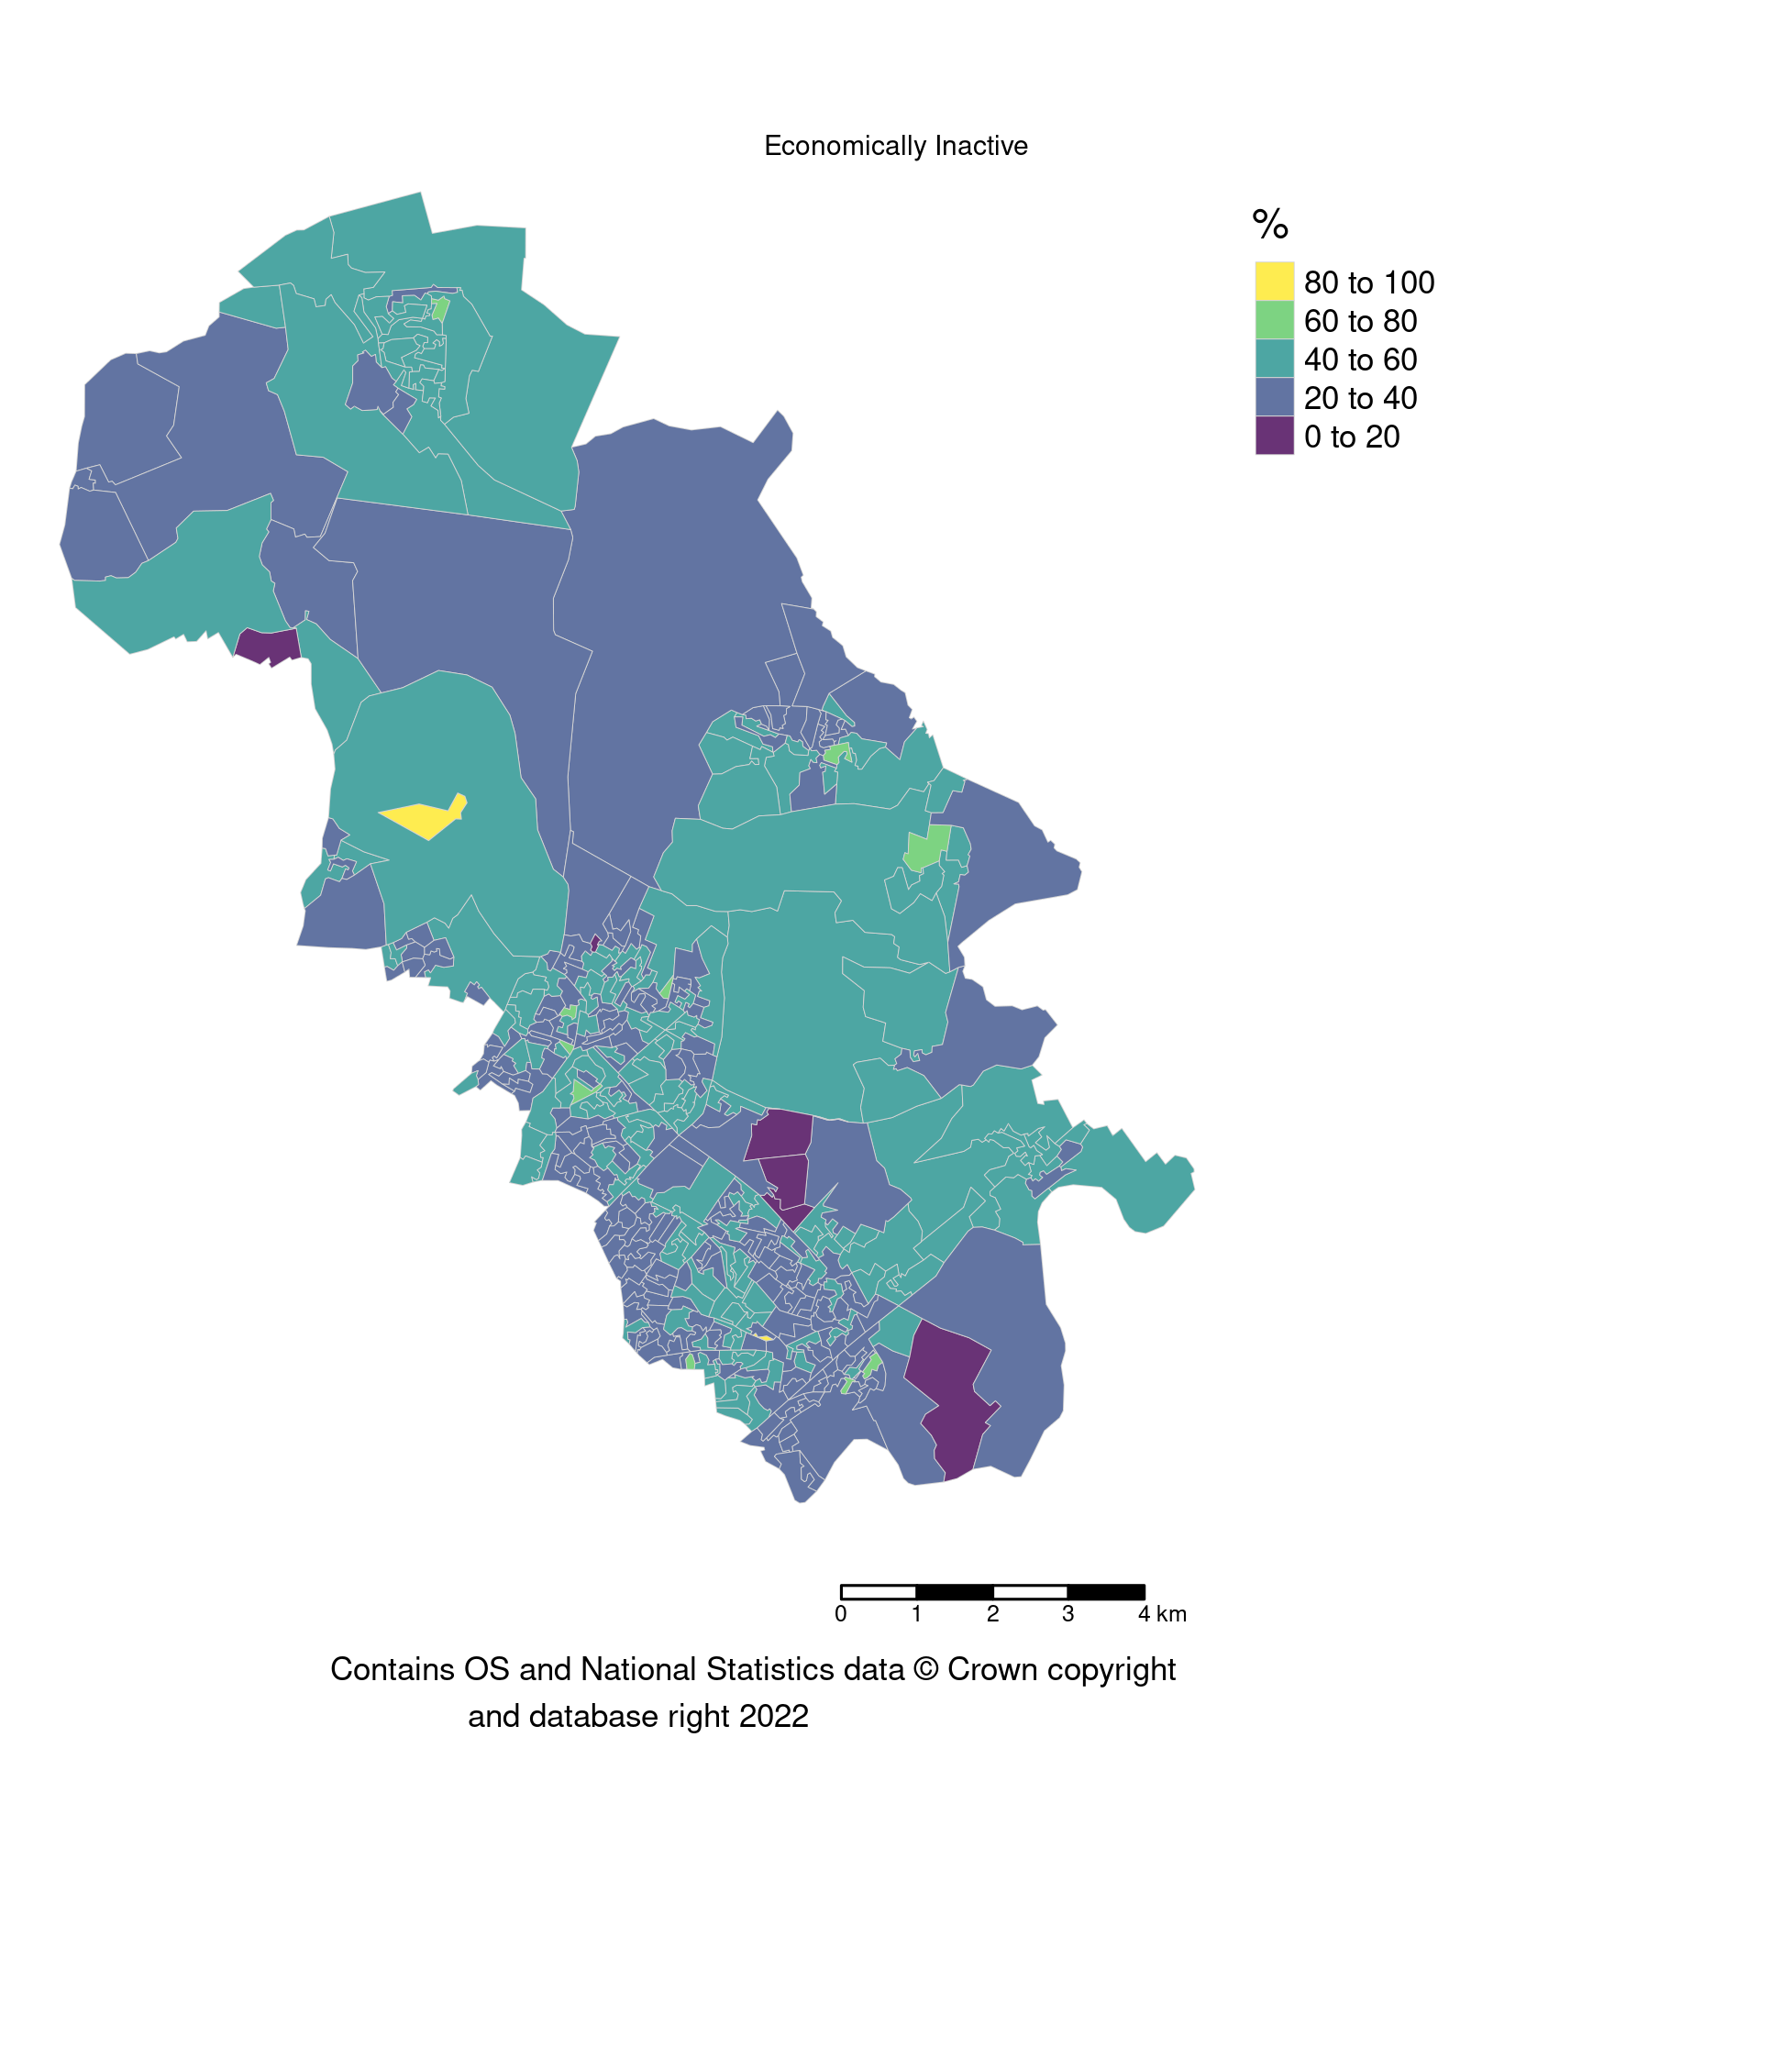 Economically Inactive
%
80 to 100
60 to 80
40 to 60
20 to 40
0 to 20
0 1 2 3 4 km
Contains OS and National Statistics data © Crown copyright
and database right 2022